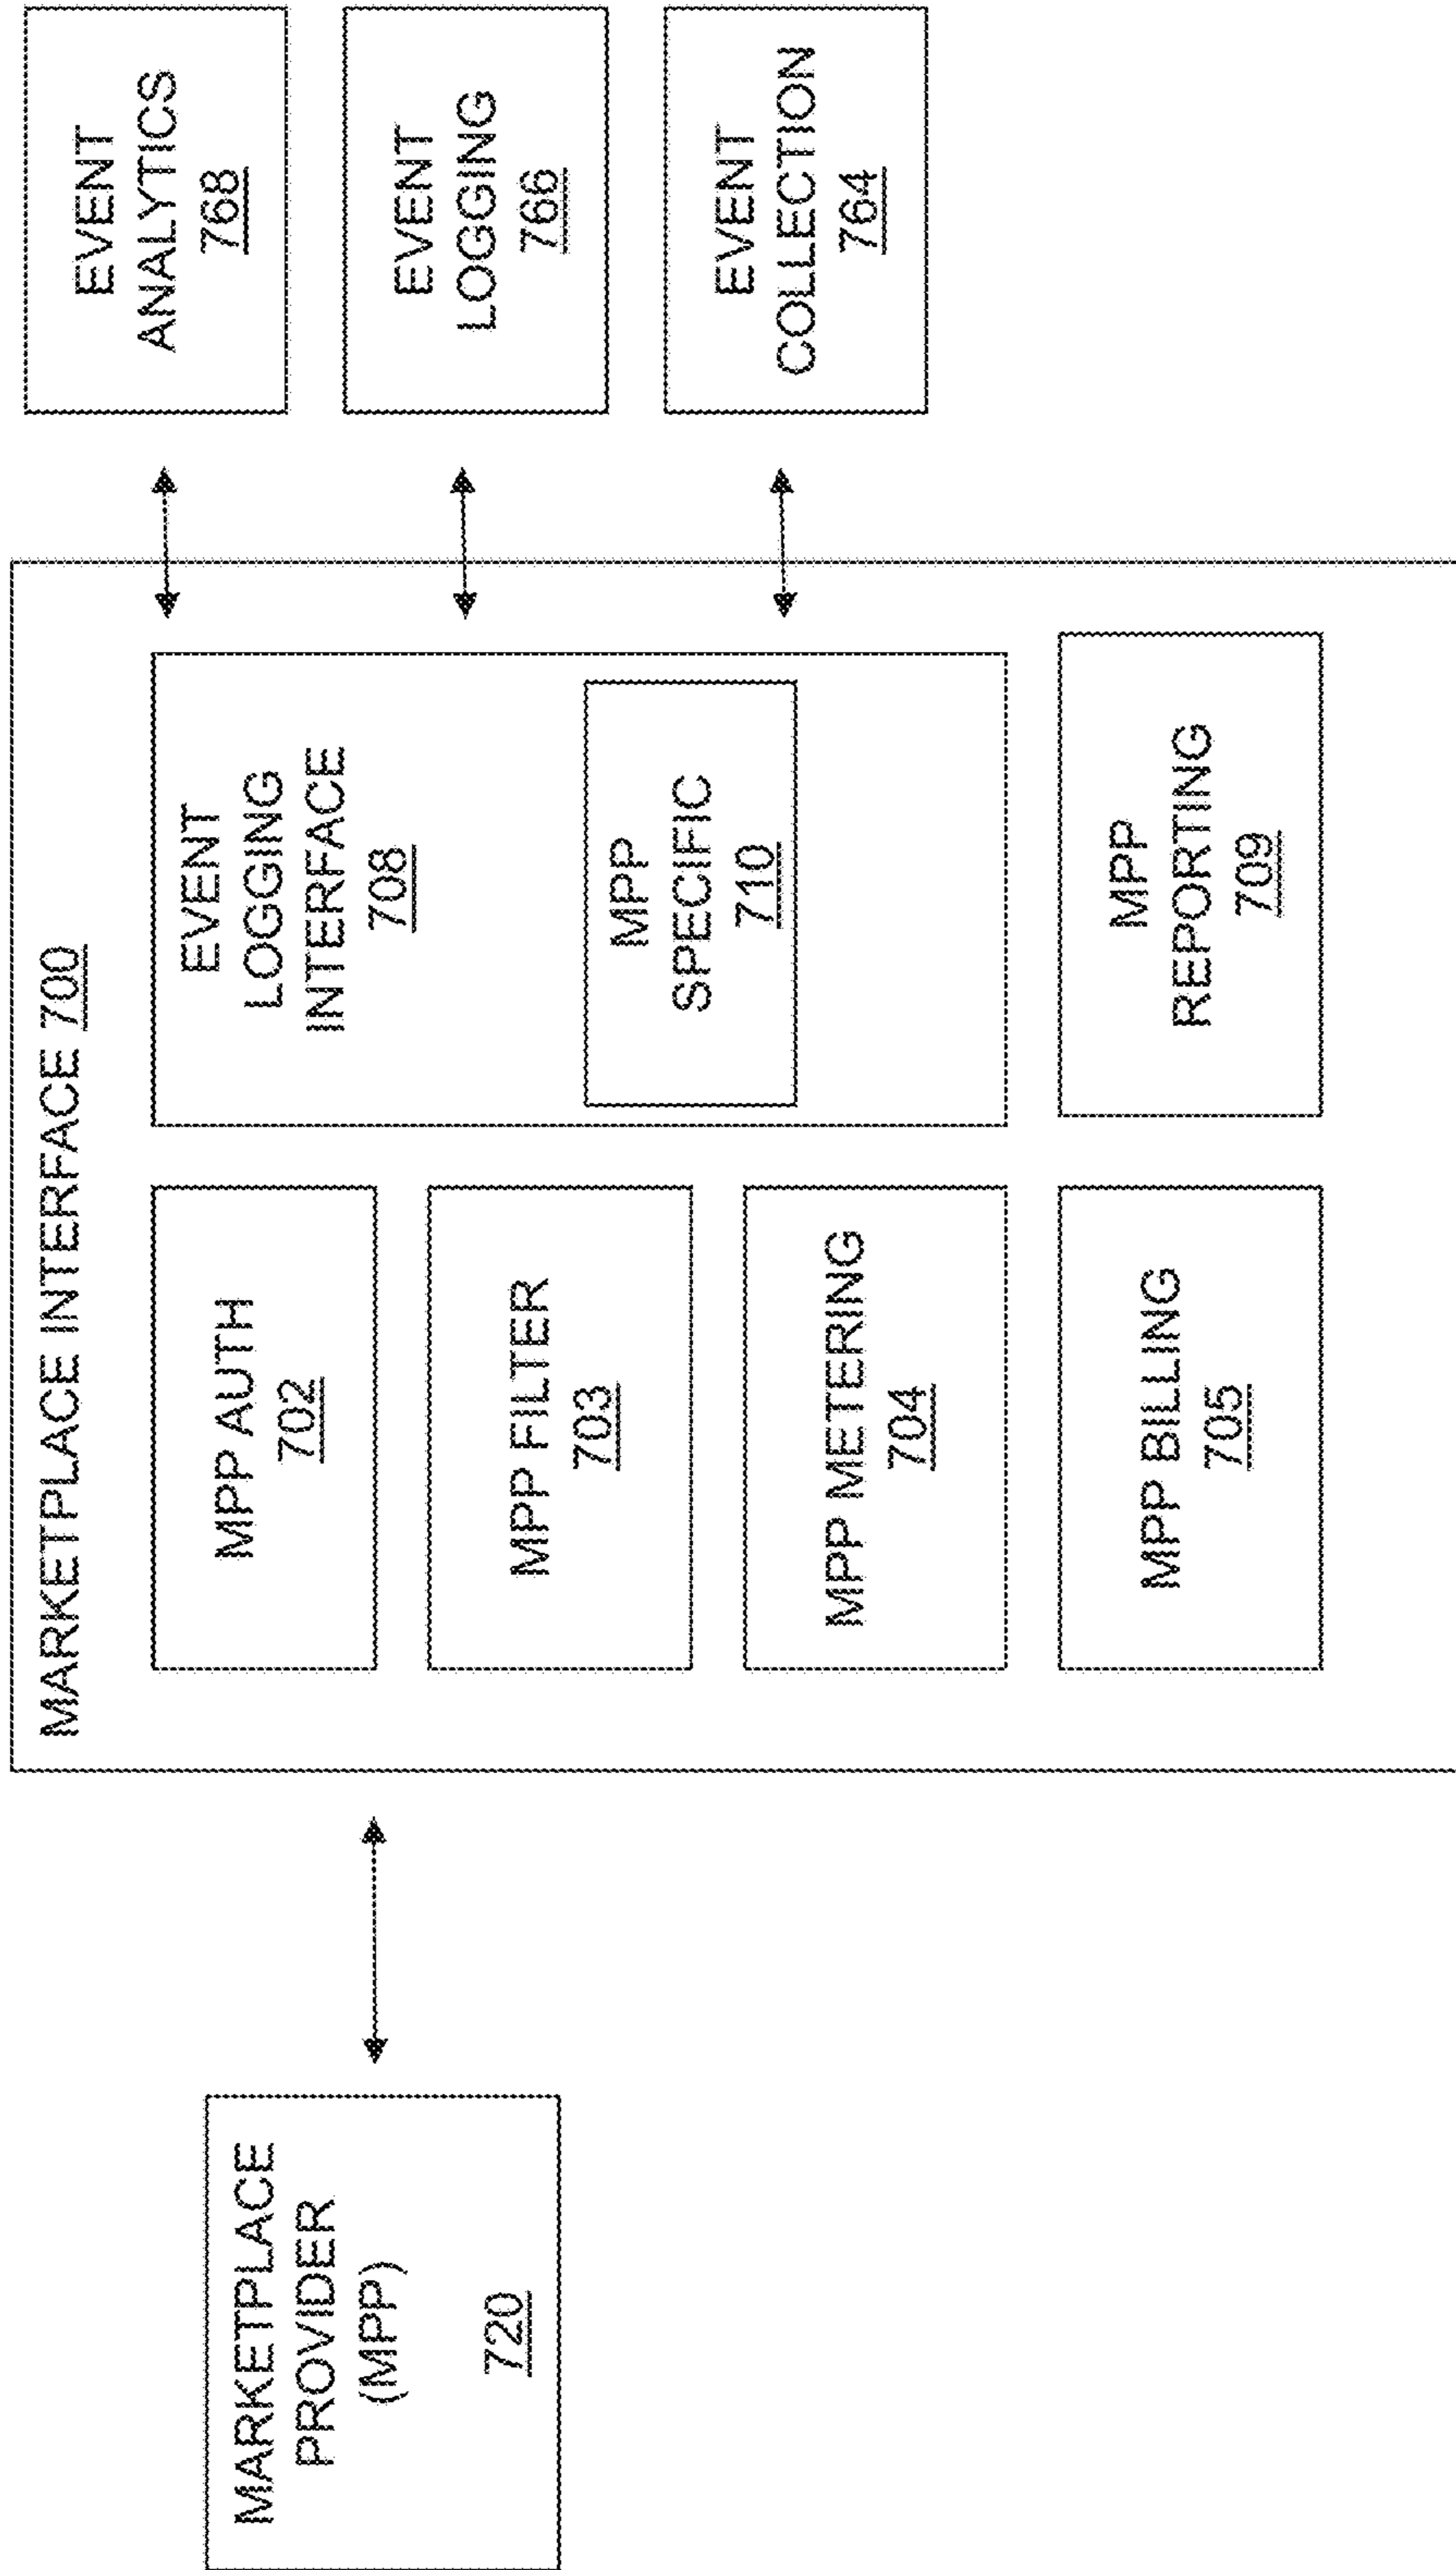 MARKETPLACE
PROVIDER
(MPP)
720
MARKETPLACE INTERFACE 700
MPP AUTH
702
MPP FILTER
703
MPP METERING
704
MPP BILLING
705
EVENT
LOGGING
INTERFACE
708
MPP
SPECIFIC
710
MPP
REPORTING
709
EVENT
ANALYTICS
768
EVENT
LOGGING
766
EVENT
COLLECTION
764